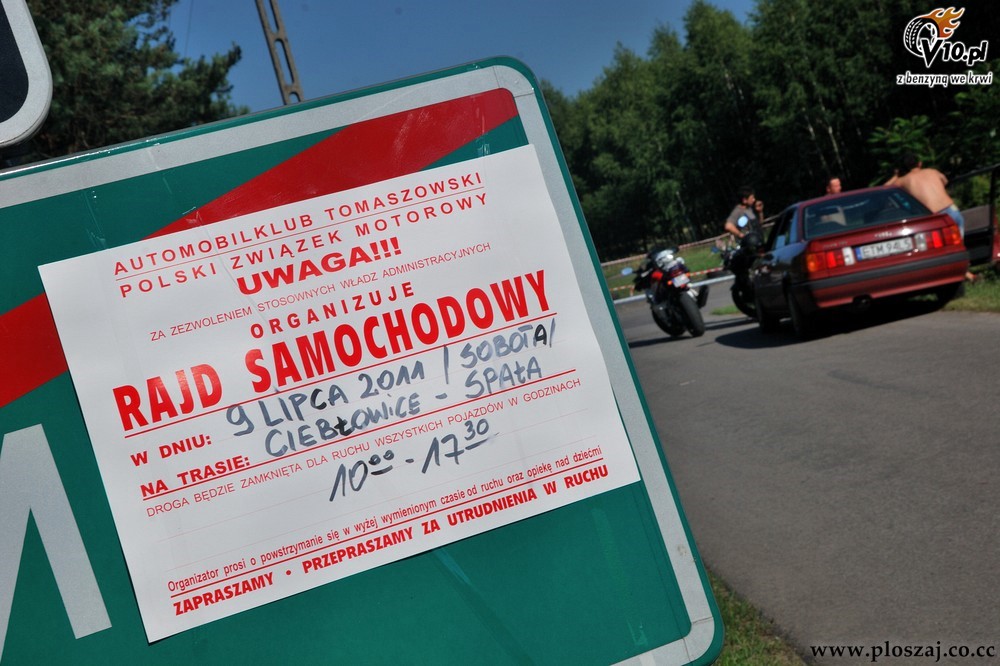 V10.pl
z benzyną we krwi
AUTOMOBILKLUB TOMASZOWSKI
POLSKI ZWIĄZEK MOTOROWY
UWAGA!!!
ZA ZEZWOLENIEM STOSOWNYCH WŁADZ ADMINISTRACYJNYCH
ORGANIZUJE
RAJD SAMOCHODOWY
W DNIU: 9 LIPCA 2011 /SOBOTA/
NA TRASIE: CIEBŁOWICE - SPAŁA
DROGA BĘDZIE ZAMKNIĘTA DLA RUCHU WSZYSTKICH POJAZDÓW W GODZINACH
10⁰⁰ - 17³⁰
Organizator prosi o powstrzymanie się w wyżej wymienionym czasie od ruchu oraz opiekę nad dziećmi
ZAPRASZAMY • PRZEPRASZAMY ZA UTRUDNIENIA W RUCHU
ETM 94L5
www.ploszaj.co.cc